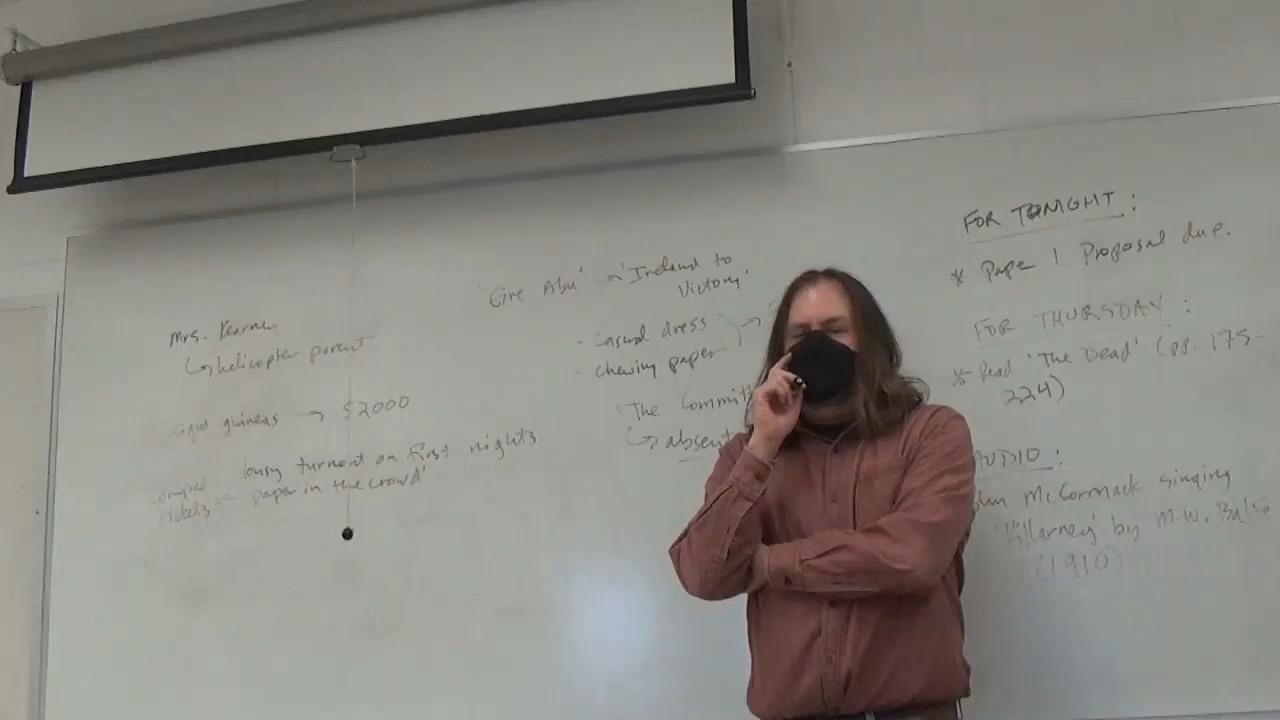 Mrs. Kearney
↳ helicopter parent
guineas → $2000
lousy turnout on first nights
paper in the crowd'
'Eire Abu' → 'Ireland to
Victory'
- casual dress
- chewing paper
'The Committ
↳ absent
FOR TONIGHT:
* Paper 1 Proposal due.
FOR THURSDAY:
* Read 'The Dead' (pg. 175-
224)
AUDIO:
McCormack singing
'Killarney' by M.W. Balfe
(1910)